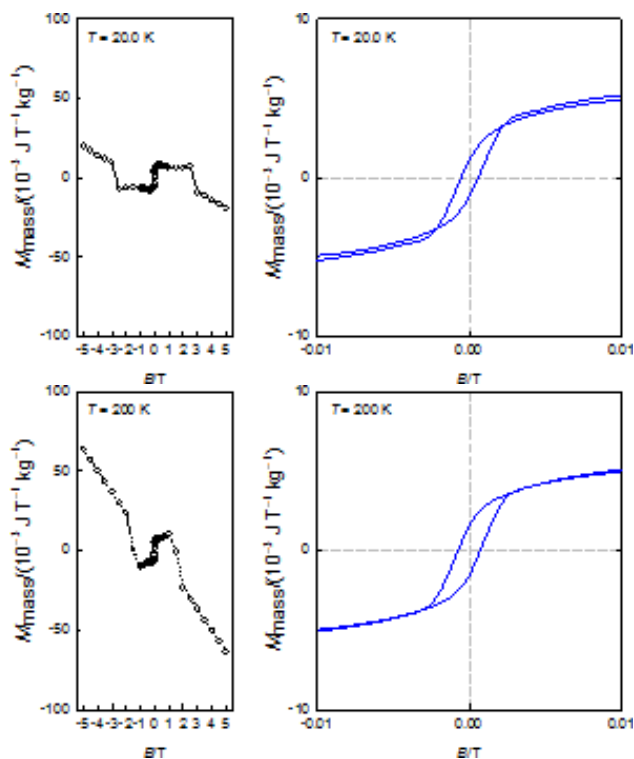 T = 20.0 K
M_mass/(10⁻³ J T⁻¹ kg⁻¹)
100
50
0
-50
-100
-5 -4 -3 -2 -1 0 1 2 3 4 5
B/T
T = 20.0 K
M_mass/(10⁻³ J T⁻¹ kg⁻¹)
10
0
-10
-0.01 0.00 0.01
B/T
T = 200 K
M_mass/(10⁻³ J T⁻¹ kg⁻¹)
100
50
0
-50
-100
-5 -4 -3 -2 -1 0 1 2 3 4 5
B/T
T = 200 K
M_mass/(10⁻³ J T⁻¹ kg⁻¹)
10
0
-10
-0.01 0.00 0.01
B/T